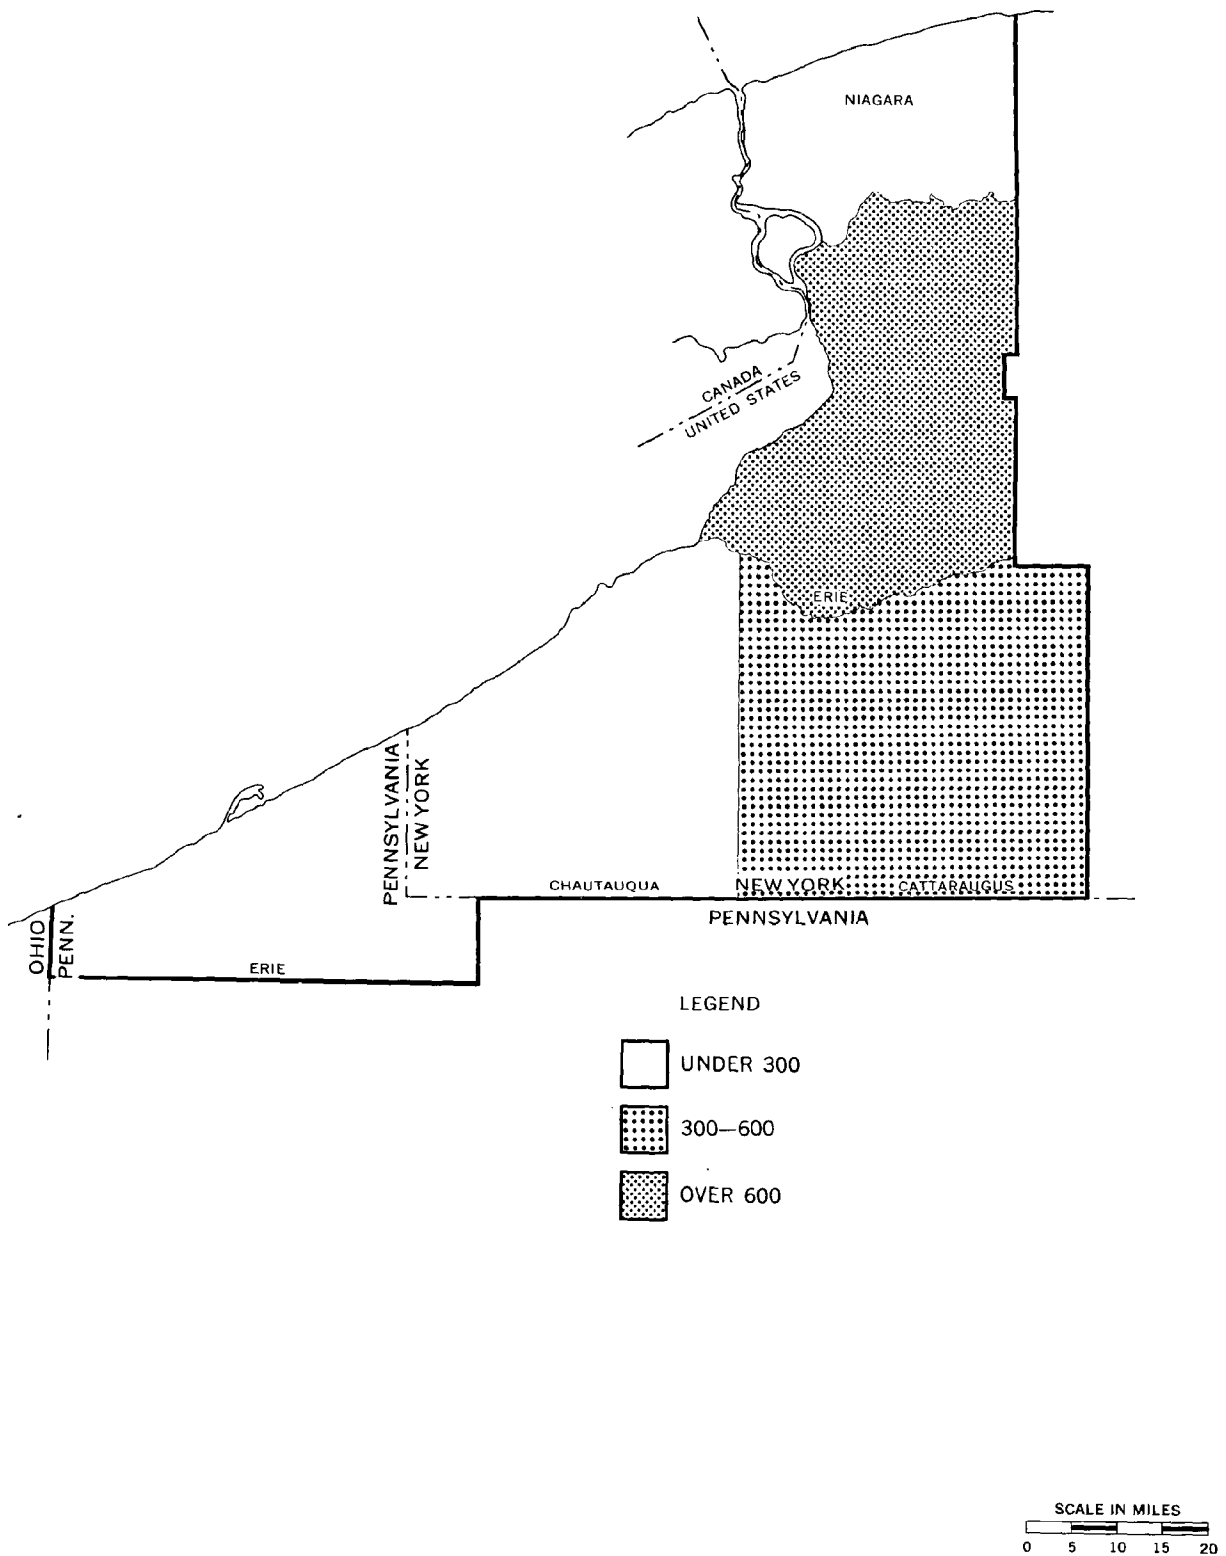 NIAGARA
CANADA
UNITED STATES
ERIE
PENNSYLVANIA
NEW YORK
CHAUTAUQUA
NEW YORK
CATTARAUGUS
PENNSYLVANIA
OHIO
PENN.
ERIE
LEGEND
UNDER 300
300—600
OVER 600
SCALE IN MILES
0 5 10 15 20